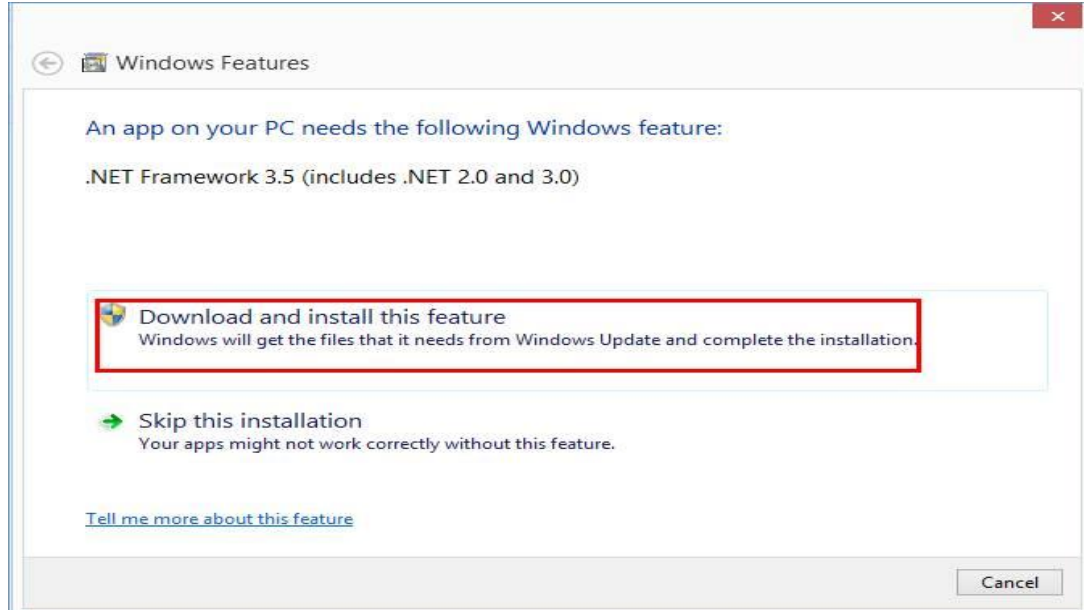 Windows Features
An app on your PC needs the following Windows feature:
.NET Framework 3.5 (includes .NET 2.0 and 3.0)
Download and install this feature
Windows will get the files that it needs from Windows Update and complete the installation.
Skip this installation
Your apps might not work correctly without this feature.
Tell me more about this feature
Cancel